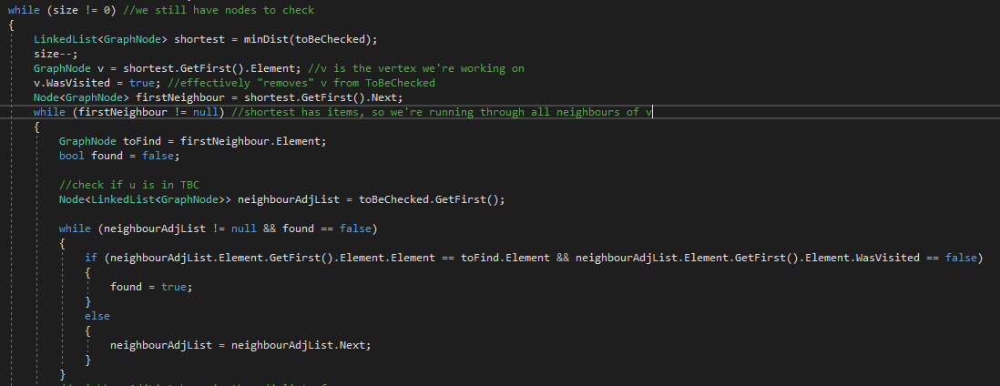 while (size != 0) //we still have nodes to check
{
LinkedList<GraphNode> shortest = minDist(toBeChecked);
size--;
GraphNode v = shortest.GetFirst().Element; //v is the vertex we're working on
v.WasVisited = true; //effectively "removes" v from ToBeChecked
Node<GraphNode> firstNeighbour = shortest.GetFirst().Next;
while (firstNeighbour != null) //shortest has items, so we're running through all neighbours of v
{
GraphNode toFind = firstNeighbour.Element;
bool found = false;
//check if u is in TBC
Node<LinkedList<GraphNode>> neighbourAdjList = toBeChecked.GetFirst();
while (neighbourAdjList != null && found == false)
{
if (neighbourAdjList.Element.GetFirst().Element.Element == toFind.Element && neighbourAdjList.Element.GetFirst().Element.WasVisited == false)
{
found = true;
}
else
{
neighbourAdjList = neighbourAdjList.Next;
}
}